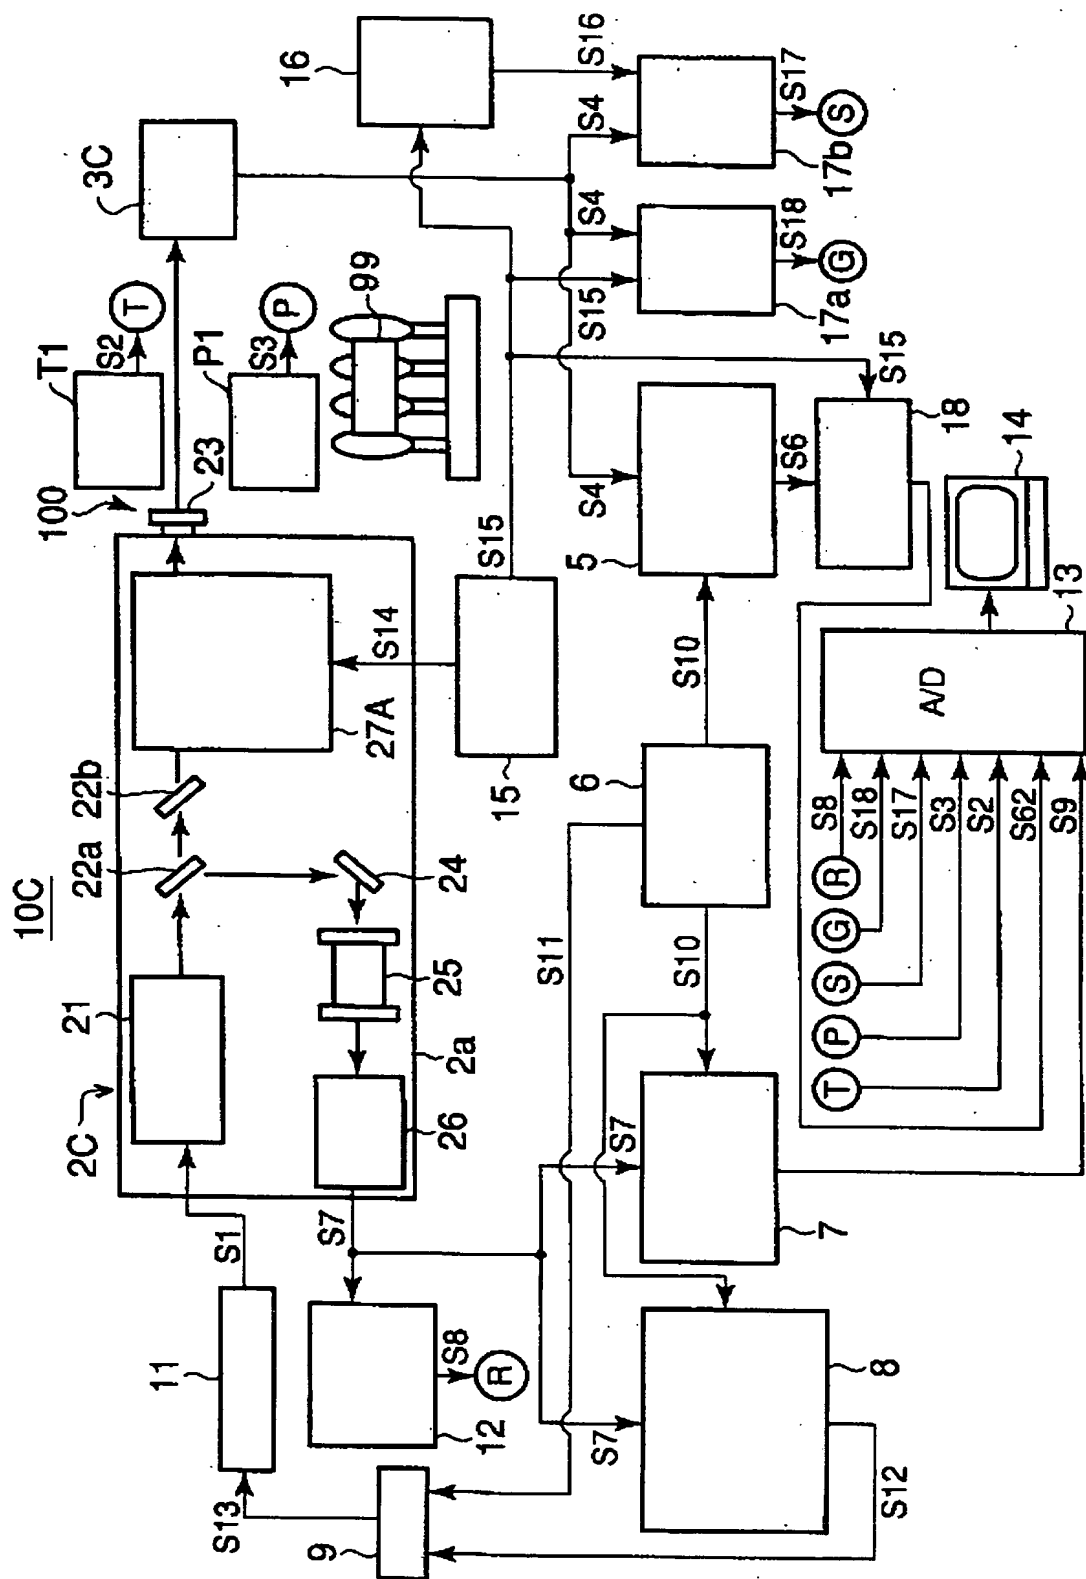 10C
2C
21
22a
22b
100
23
T1
S2
T
P1
S3
P
3C
16
99
27A
24
25
26
2a
S14
S15
15
S1
11
S13
9
S7
12
S8
R
S16
S4
S4
S15
S4
17b
S17
S
17a
S18
G
5
S10
6
S10
S11
S6
S15
18
14
13
A/D
S8
S18
S17
S3
S2
S62
S9
R
G
S
P
T
S7
7
S7
8
S12